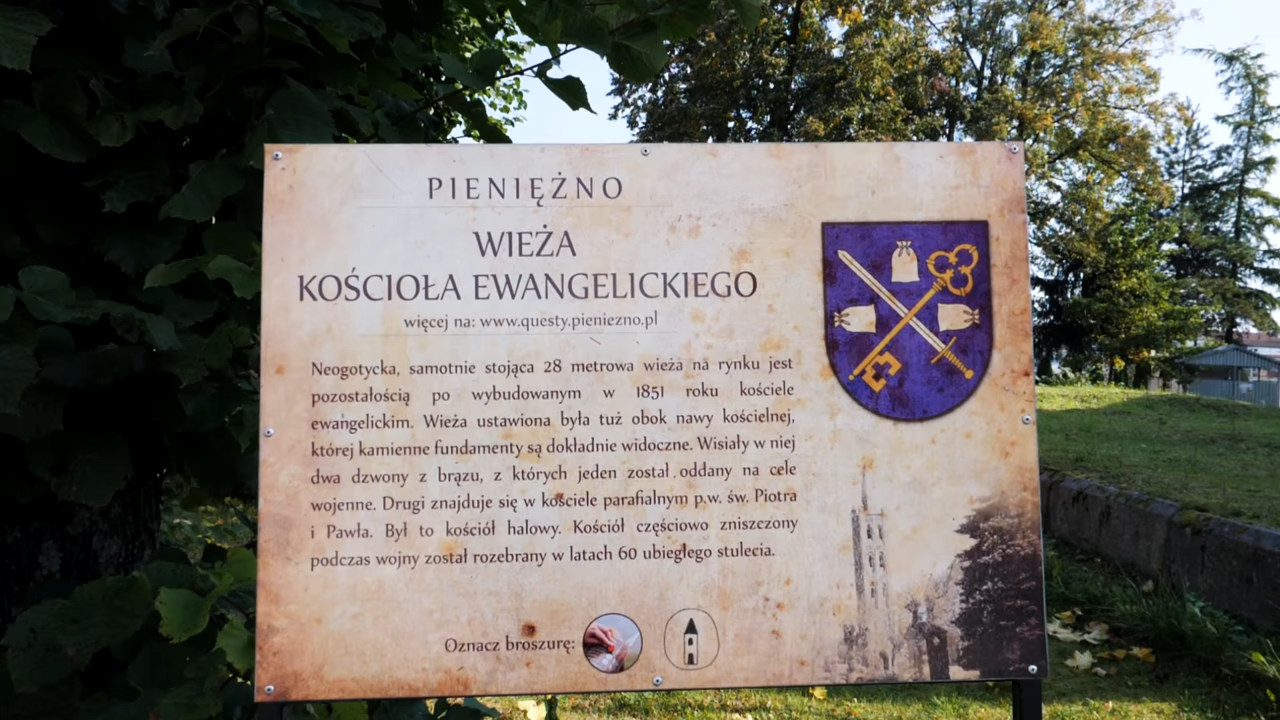 PIENIĘŻNO
WIEŻA
KOŚCIOŁA EWANGELICKIEGO
więcej na: www.questy.pieniezno.pl
Neogotycka, samotnie stojąca 28 metrowa wieża na rynku jest
pozostałością po wybudowanym w 1851 roku kościele
ewangelickim. Wieża ustawiona była tuż obok nawy kościelnej,
której kamienne fundamenty są dokładnie widoczne. Wisiały w niej
dwa dzwony z brązu, z których jeden został oddany na cele
wojenne. Drugi znajduje się w kościele parafialnym p.w. św. Piotra
i Pawła. Był to kościół halowy. Kościół częściowo zniszczony
podczas wojny został rozebrany w latach 60 ubiegłego stulecia.
Oznacz broszurę: